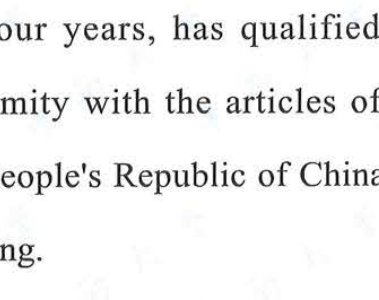 our years, has qualified
mity with the articles of
eople's Republic of China
ng.